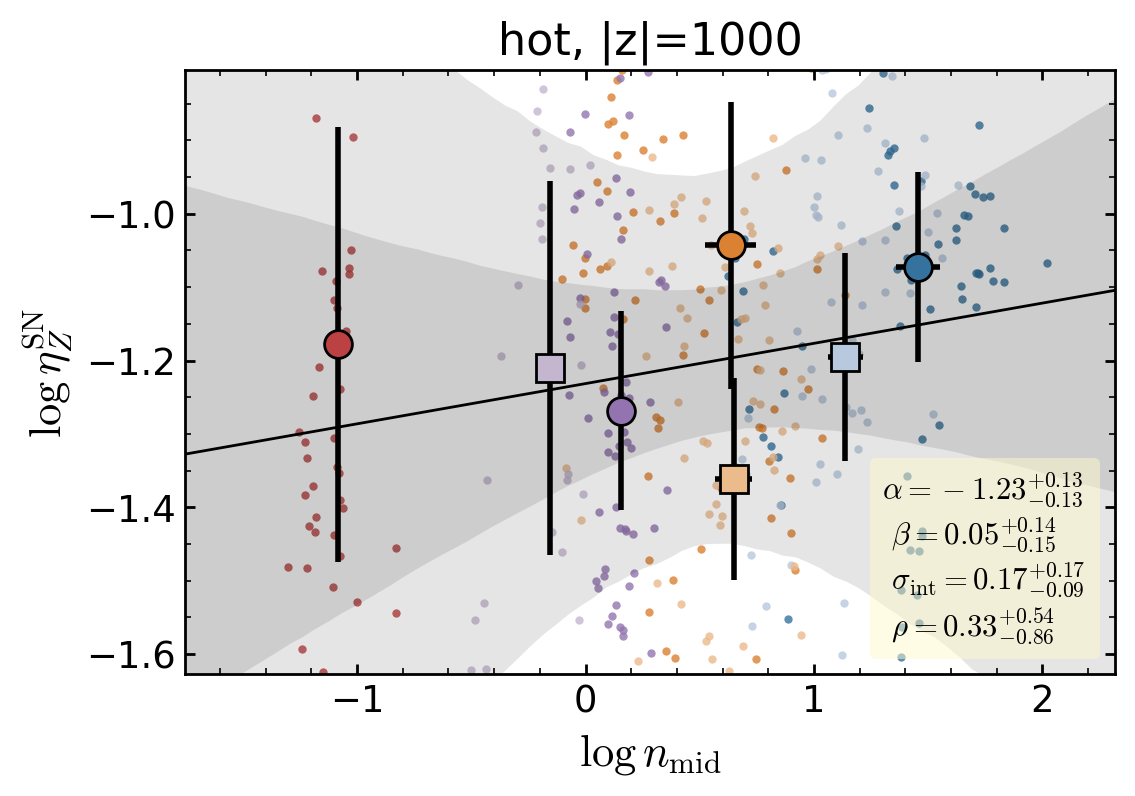 hot, |z|=1000
log η_Z^SN
−1.0
−1.2
−1.4
−1.6
α = −1.23^{+0.13}_{−0.13}
β = 0.05^{+0.14}_{−0.15}
σ_int = 0.17^{+0.17}_{−0.09}
ρ = 0.33^{+0.54}_{−0.86}
−1 0 1 2
log n_mid